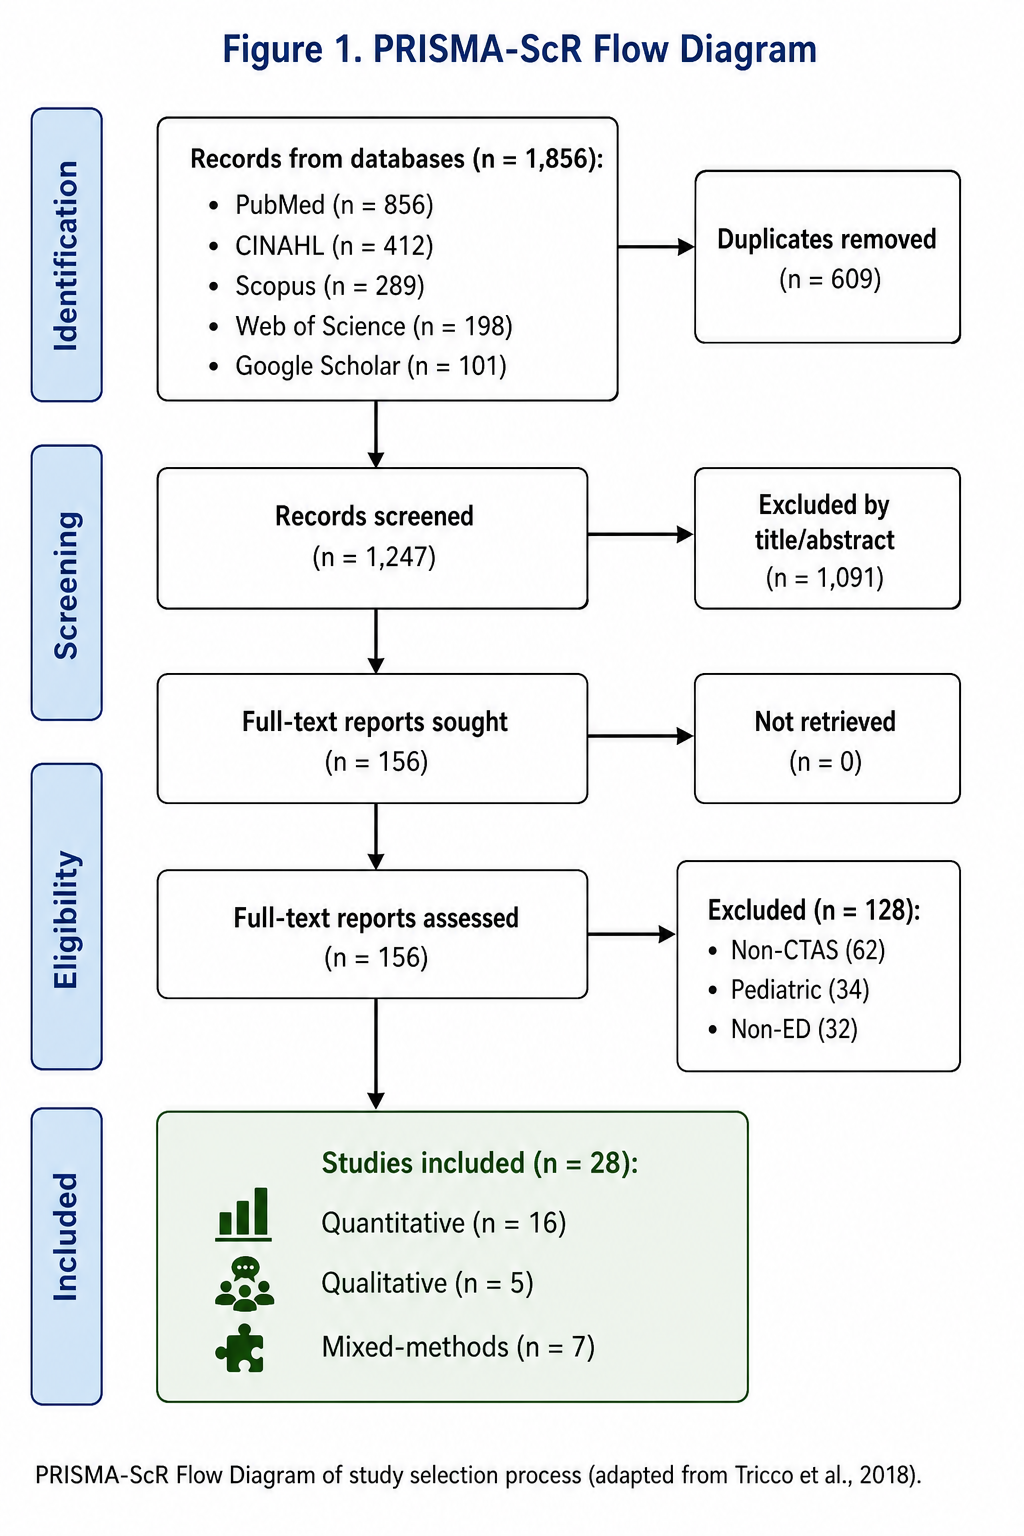 Figure 1. PRISMA-ScR Flow Diagram
Identification
Records from databases (n = 1,856):
• PubMed (n = 856)
• CINAHL (n = 412)
• Scopus (n = 289)
• Web of Science (n = 198)
• Google Scholar (n = 101)
Duplicates removed
(n = 609)
Screening
Records screened
(n = 1,247)
Excluded by
title/abstract
(n = 1,091)
Full-text reports sought
(n = 156)
Not retrieved
(n = 0)
Eligibility
Full-text reports assessed
(n = 156)
Excluded (n = 128):
• Non-CTAS (62)
• Pediatric (34)
• Non-ED (32)
Included
Studies included (n = 28):
Quantitative (n = 16)
Qualitative (n = 5)
Mixed-methods (n = 7)
PRISMA-ScR Flow Diagram of study selection process (adapted from Tricco et al., 2018).